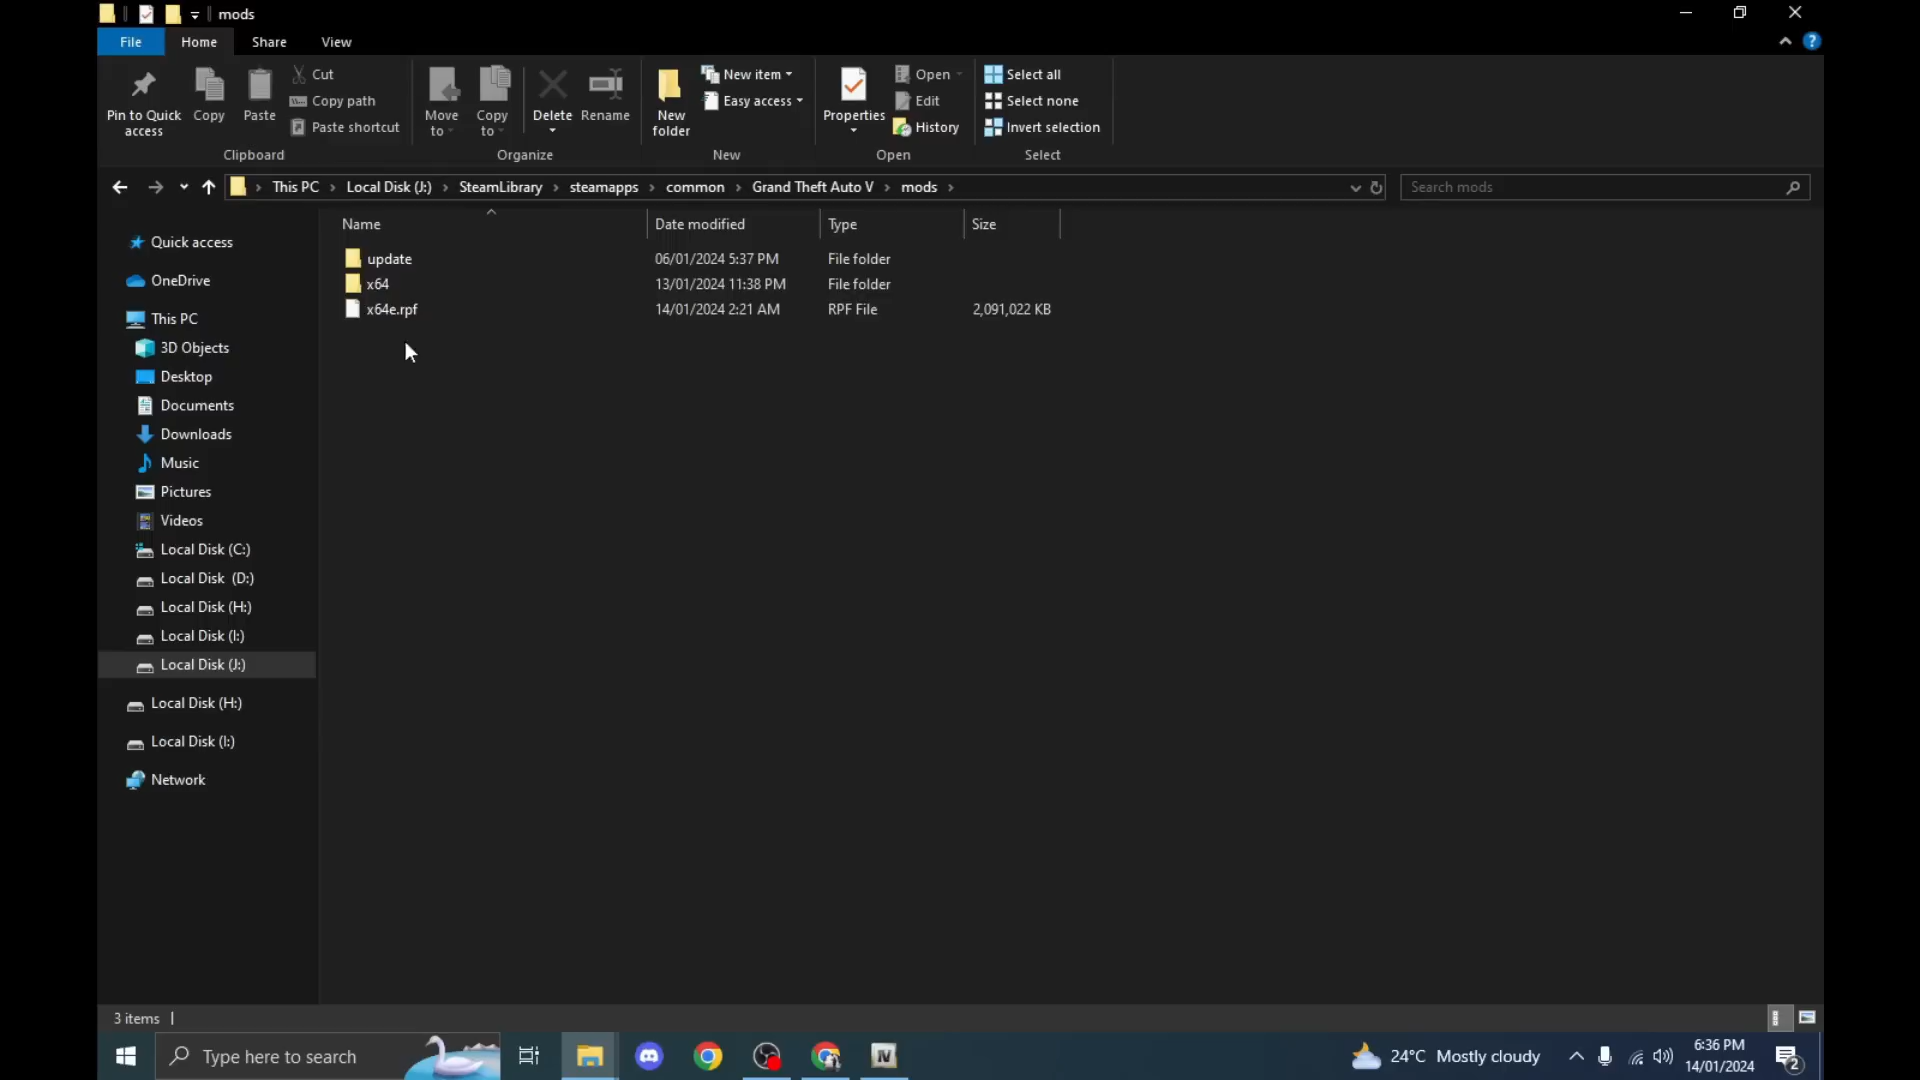 mods
File Home Share View
Pin to Quick access
Copy
Paste
Cut
Copy path
Paste shortcut
Clipboard
Move to
Copy to
Delete
Rename
Organize
New folder
New item
Easy access
New
Properties
Open
Edit
History
Open
Select all
Select none
Invert selection
Select
This PC > Local Disk (J:) > SteamLibrary > steamapps > common > Grand Theft Auto V > mods >
Search mods
Name Date modified Type Size
update 06/01/2024 5:37 PM File folder
x64 13/01/2024 11:38 PM File folder
x64e.rpf 14/01/2024 2:21 AM RPF File 2,091,022 KB
Quick access
OneDrive
This PC
3D Objects
Desktop
Documents
Downloads
Music
Pictures
Videos
Local Disk (C:)
Local Disk (D:)
Local Disk (H:)
Local Disk (I:)
Local Disk (J:)
Local Disk (H:)
Local Disk (I:)
Network
3 items
Type here to search
IV
24°C Mostly cloudy
6:36 PM
14/01/2024
2